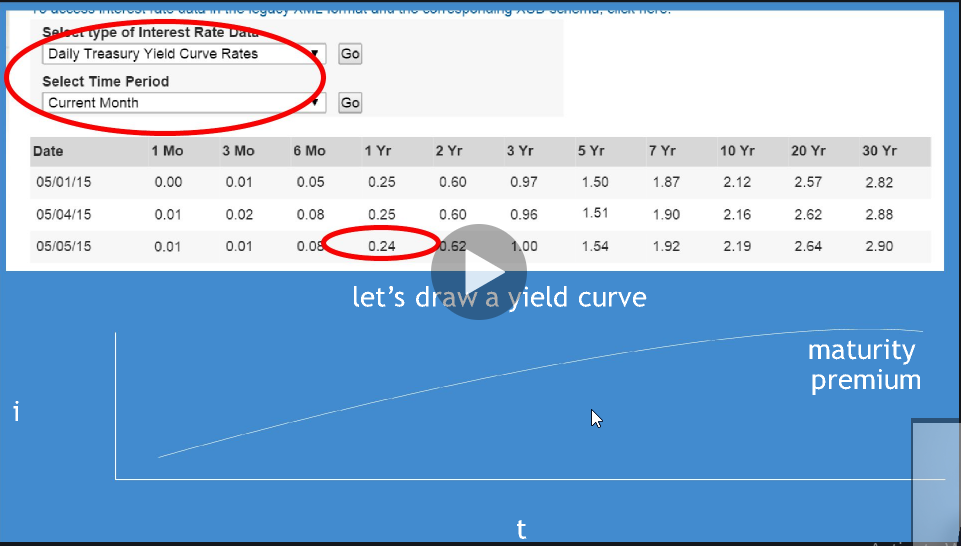 To access interest rate data in the legacy XML format and the corresponding XSD schema, click here.
Select type of Interest Rate Data
Daily Treasury Yield Curve Rates Go
Select Time Period
Current Month Go
Date 1 Mo 3 Mo 6 Mo 1 Yr 2 Yr 3 Yr 5 Yr 7 Yr 10 Yr 20 Yr 30 Yr
05/01/15 0.00 0.01 0.05 0.25 0.60 0.97 1.50 1.87 2.12 2.57 2.82
05/04/15 0.01 0.02 0.08 0.25 0.60 0.96 1.51 1.90 2.16 2.62 2.88
05/05/15 0.01 0.01 0.08 0.24 0.62 1.00 1.54 1.92 2.19 2.64 2.90
let's draw a yield curve
maturity
premium
i
t